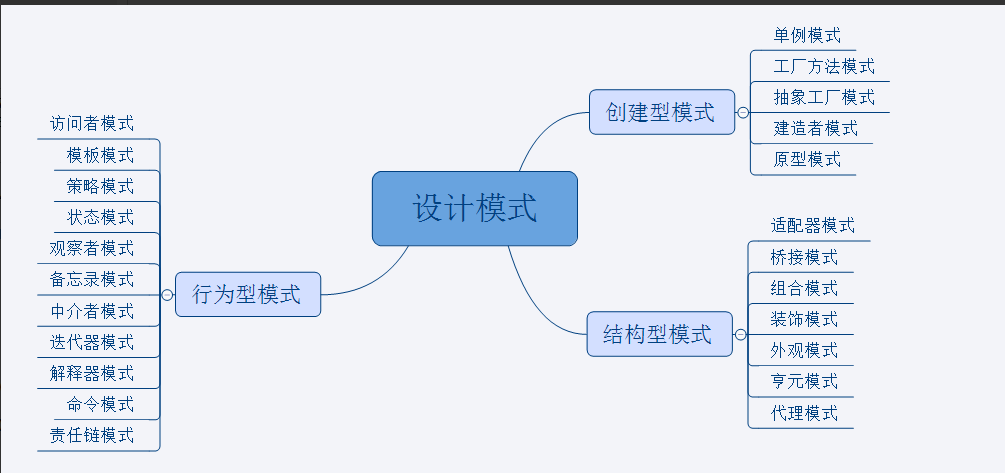 设计模式
创建型模式
单例模式
工厂方法模式
抽象工厂模式
建造者模式
原型模式
结构型模式
适配器模式
桥接模式
组合模式
装饰模式
外观模式
亨元模式
代理模式
行为型模式
访问者模式
模板模式
策略模式
状态模式
观察者模式
备忘录模式
中介者模式
迭代器模式
解释器模式
命令模式
责任链模式